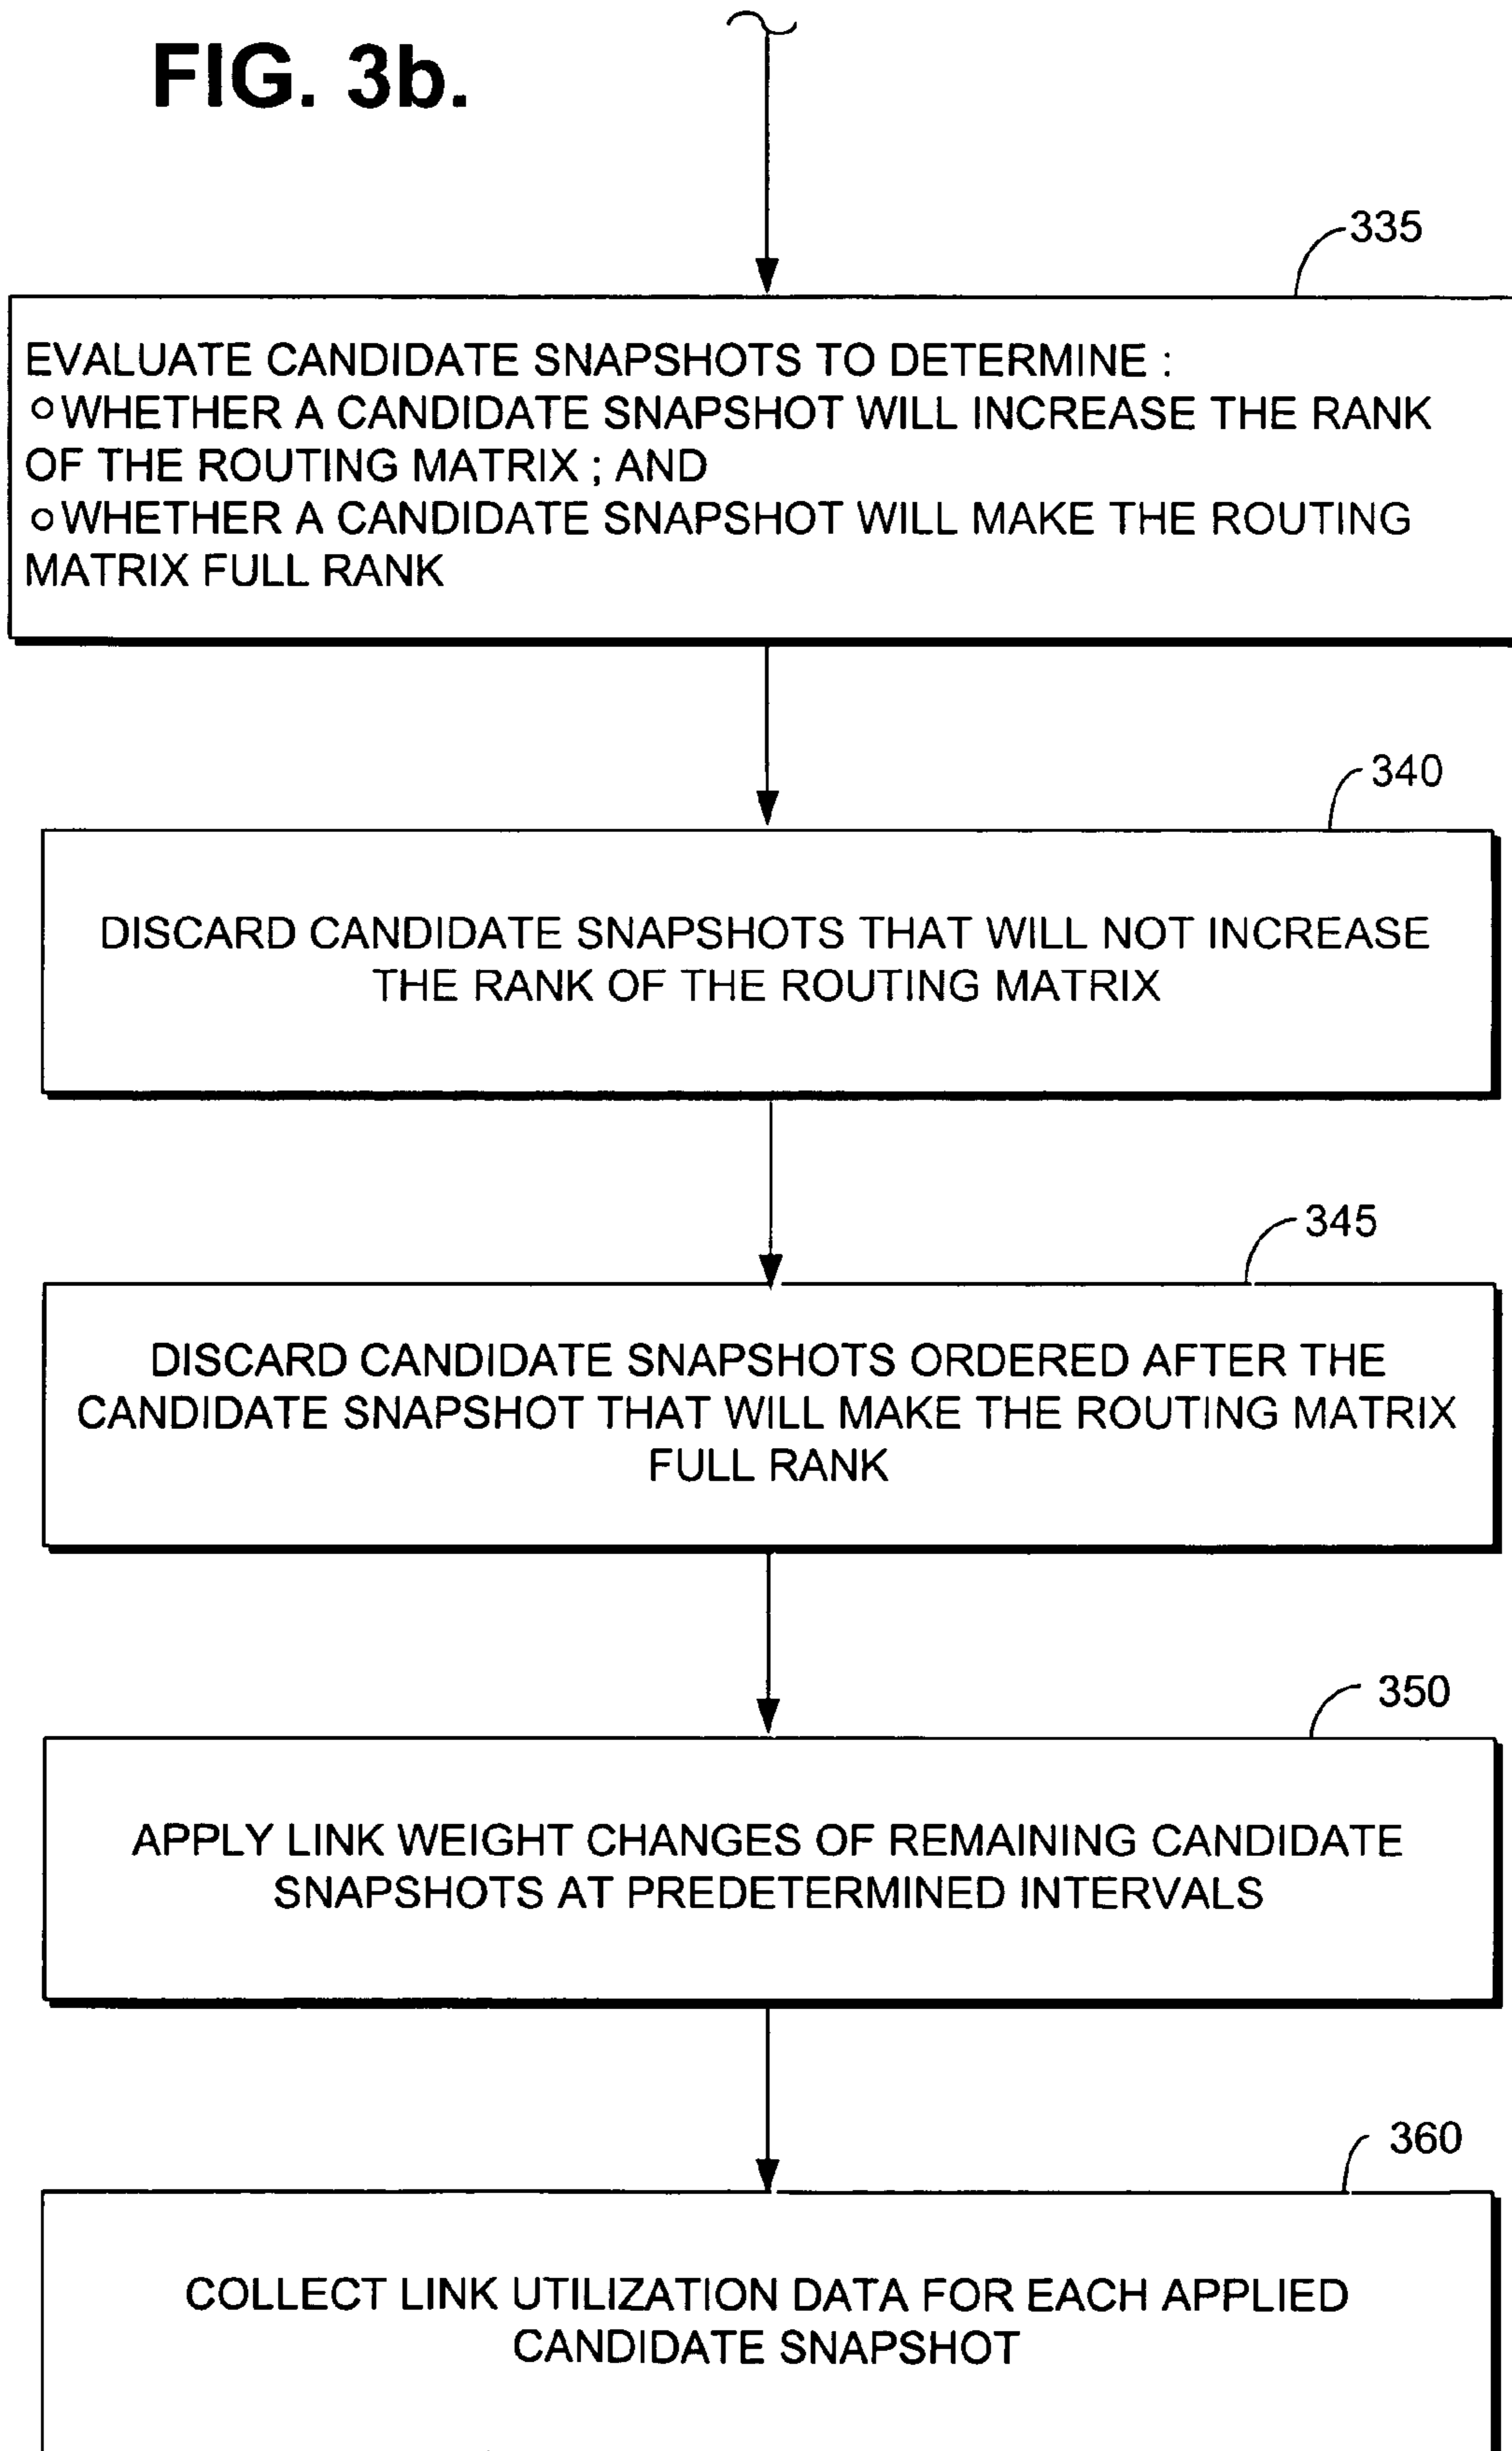 FIG. 3b.
335
EVALUATE CANDIDATE SNAPSHOTS TO DETERMINE :
○ WHETHER A CANDIDATE SNAPSHOT WILL INCREASE THE RANK
OF THE ROUTING MATRIX ; AND
○ WHETHER A CANDIDATE SNAPSHOT WILL MAKE THE ROUTING
MATRIX FULL RANK
340
DISCARD CANDIDATE SNAPSHOTS THAT WILL NOT INCREASE
THE RANK OF THE ROUTING MATRIX
345
DISCARD CANDIDATE SNAPSHOTS ORDERED AFTER THE
CANDIDATE SNAPSHOT THAT WILL MAKE THE ROUTING MATRIX
FULL RANK
350
APPLY LINK WEIGHT CHANGES OF REMAINING CANDIDATE
SNAPSHOTS AT PREDETERMINED INTERVALS
360
COLLECT LINK UTILIZATION DATA FOR EACH APPLIED
CANDIDATE SNAPSHOT